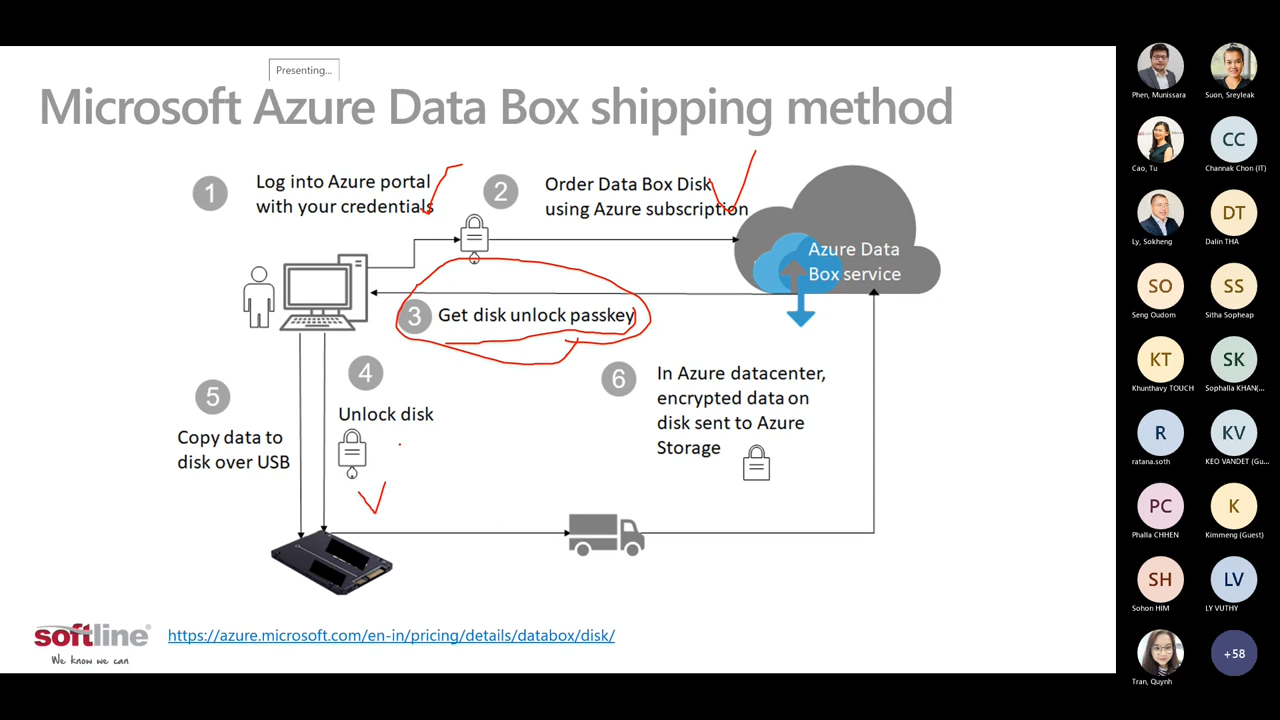 Presenting...
Microsoft Azure Data Box shipping method
1
Log into Azure portal
with your credentials
2
Order Data Box Disk
using Azure subscription
Azure Data
Box service
3
Get disk unlock passkey
4
Unlock disk
5
Copy data to
disk over USB
6
In Azure datacenter,
encrypted data on
disk sent to Azure
Storage
softline®
We know we can
https://azure.microsoft.com/en-in/pricing/details/databox/disk/
Phen, Munissara
Suon, Sreyleak
Cao, Tu
CC
Channak Chon (IT)
Ly, Sokheng
DT
Dalin THA
SO
Seng Oudom
SS
Sitha Sopheap
KT
Khunthavy TOUCH
SK
Sophalla KHAN(...
R
ratana.soth
KV
KEO VANDET (Gu...
PC
Phalla CHHEN
K
Kimmeng (Guest)
SH
Sohon HIM
LV
LY VUTHY
Tran, Quynh
+58